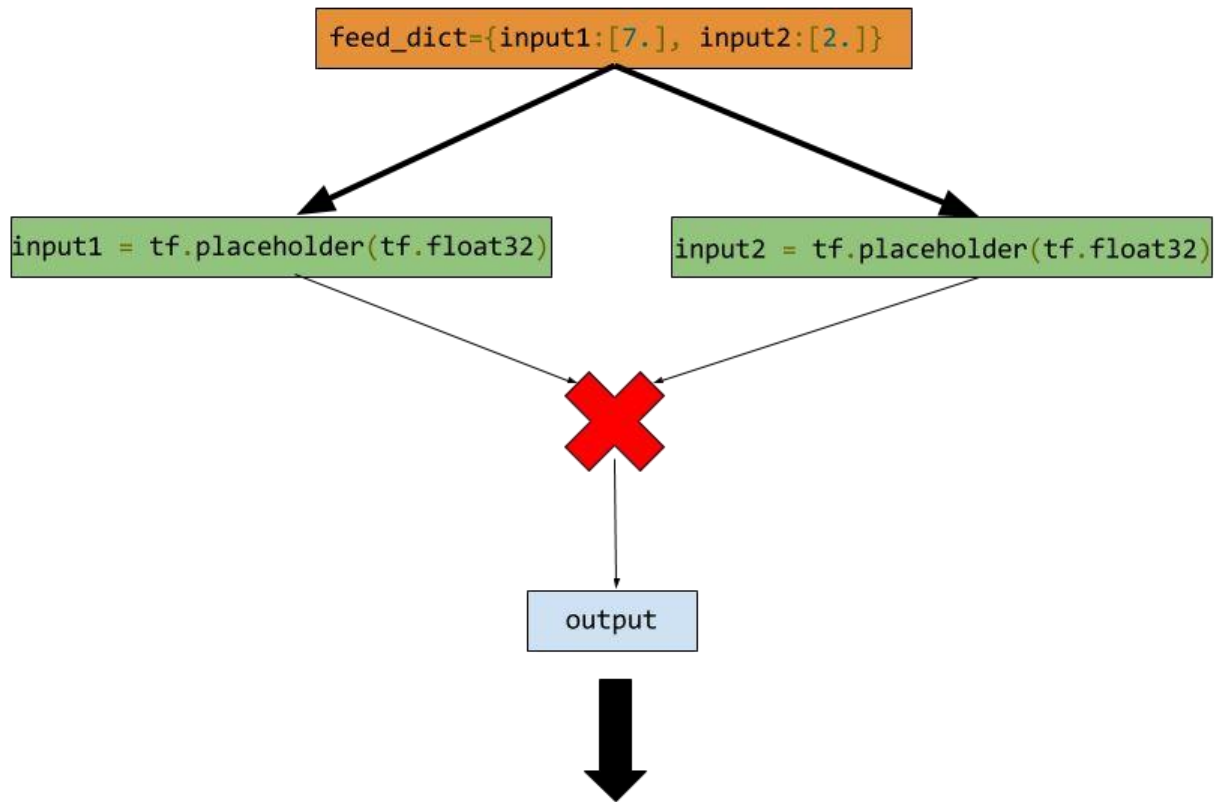 feed_dict={input1:[7.], input2:[2.]}
input1 = tf.placeholder(tf.float32)
input2 = tf.placeholder(tf.float32)
output